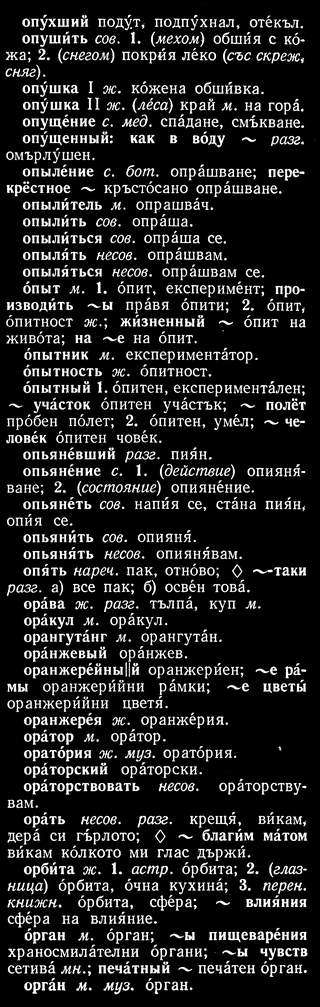 опу́хший поду́т, подпу́хнал, оте́къл.
опуши́ть сов. 1. (мехом) обши́я с ко́-
жа; 2. (снегом) покри́я ле́ко (със скреж,
сняг).
опу́шка I ж. ко́жена обши́вка.
опу́шка II ж. (ле́са) край м. на гора́.
опуще́ние с. мед. спа́дане, смъ́кване.
опу́щенный: как в во́ду ~ разг.
омърлу́шен.
опыле́ние с. бот. опра́шване; пере-
крёстное ~ кръсто́сано опра́шване.
опыли́тель м. опрашва́ч.
опыли́ть сов. опра́ша.
опыли́ться сов. опра́ша се.
опыля́ть несов. опра́швам.
опыля́ться несов. опра́швам се.
о́пыт м. 1. о́пит, експериме́нт; про-
изводи́ть ~ы пра́вя о́пити; 2. о́пит,
о́питност ж.; жи́зненный ~ о́пит на
живо́та; на ~е на о́пит.
о́пытник м. експеримента́тор.
о́пытность ж. о́питност.
о́пытный 1. о́питен, експеримента́лен;
~ уча́сток о́питен уча́стък; ~ полёт
про́бен по́лет; 2. о́питен, уме́л; ~ че-
лове́к о́питен чове́к.
опьяне́вший разг. пия́н.
опьяне́ние с. 1. (действие) опияня́-
ване; 2. (состояние) опияне́ние.
опьяне́ть сов. напи́я се, ста́на пия́н,
опи́я се.
опьяни́ть сов. опияня́.
опьяня́ть несов. опияня́вам.
опя́ть нареч. пак, отно́во; ◊ ~-таки
разг. а) все пак; б) осве́н това́.
ора́ва ж. разг. тълпа́, куп м.
ора́кул м. ора́кул.
орангута́нг м. орангута́н.
ора́нжевый ора́нжев.
оранжере́йны‖й оранжери́ен; ~е ра́-
мы оранжери́йни ра́мки; ~е цветы́
оранжери́йни цветя́.
оранжере́я ж. оранже́рия.
ора́тор м. ора́тор.
орато́рия ж. муз. орато́рия.
ора́торский ора́торски.
ора́торствовать несов. ора́торству-
вам.
ора́ть несов. разг. крещя́, ви́кам,
дера́ си гъ́рлото; ◊ ~ благи́м ма́том
ви́кам ко́лкото ми глас държи́.
орби́та ж. 1. астр. о́рбита; 2. (глаз-
ница) о́рбита, о́чна кухина́; 3. перен.
книжн. о́рбита, сфе́ра; ~ влия́ния
сфе́ра на влия́ние.
о́рган м. о́рган; ~ы пищеваре́ния
храносмила́телни о́ргани; ~ы чувств
сетива́ мн.; печа́тный ~ печа́тен о́рган.
орга́н м. муз. о́рган.